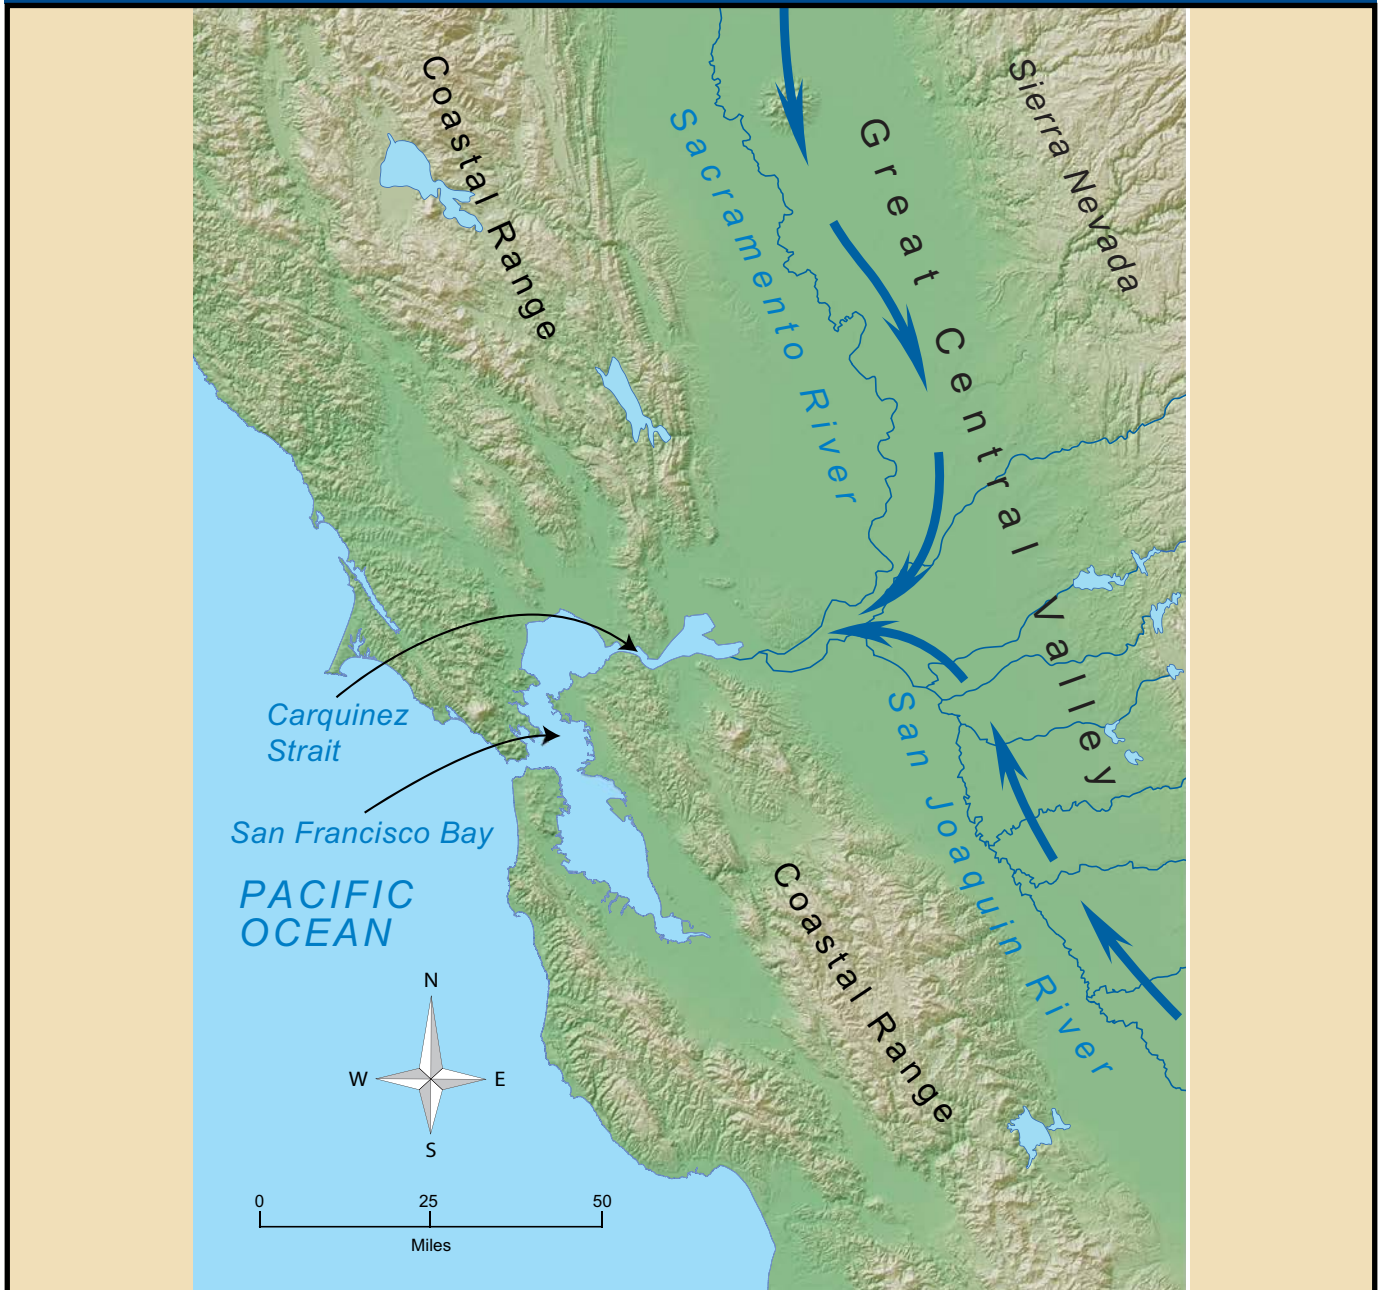 Coastal Range
Sacramento River
Great Central Valley
Sierra Nevada
Carquinez
Strait
San Francisco Bay
PACIFIC
OCEAN
San Joaquin River
Coastal Range
N
W
E
S
0
25
50
Miles